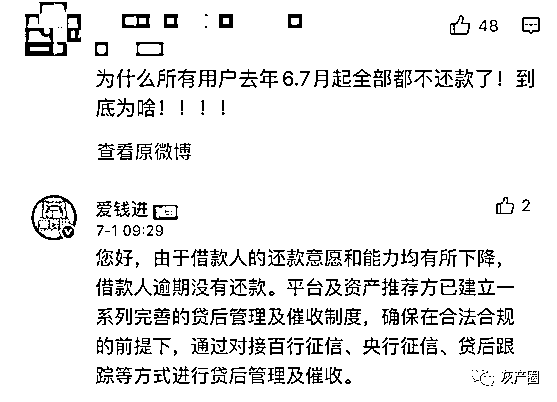 48
为什么所有用户去年6.7月起全部都不还款了！到
底为啥！！！！
查看原微博
爱钱进
2
7-1 09:29
您好，由于借款人的还款意愿和能力均有所下降，
借款人逾期没有还款。平台及资产推荐方已建立一
系列完善的贷后管理及催收制度，确保在合法合规
的前提下，通过对接百行征信、央行征信、贷后跟
踪等方式进行贷后管理及催收。
灰产圈